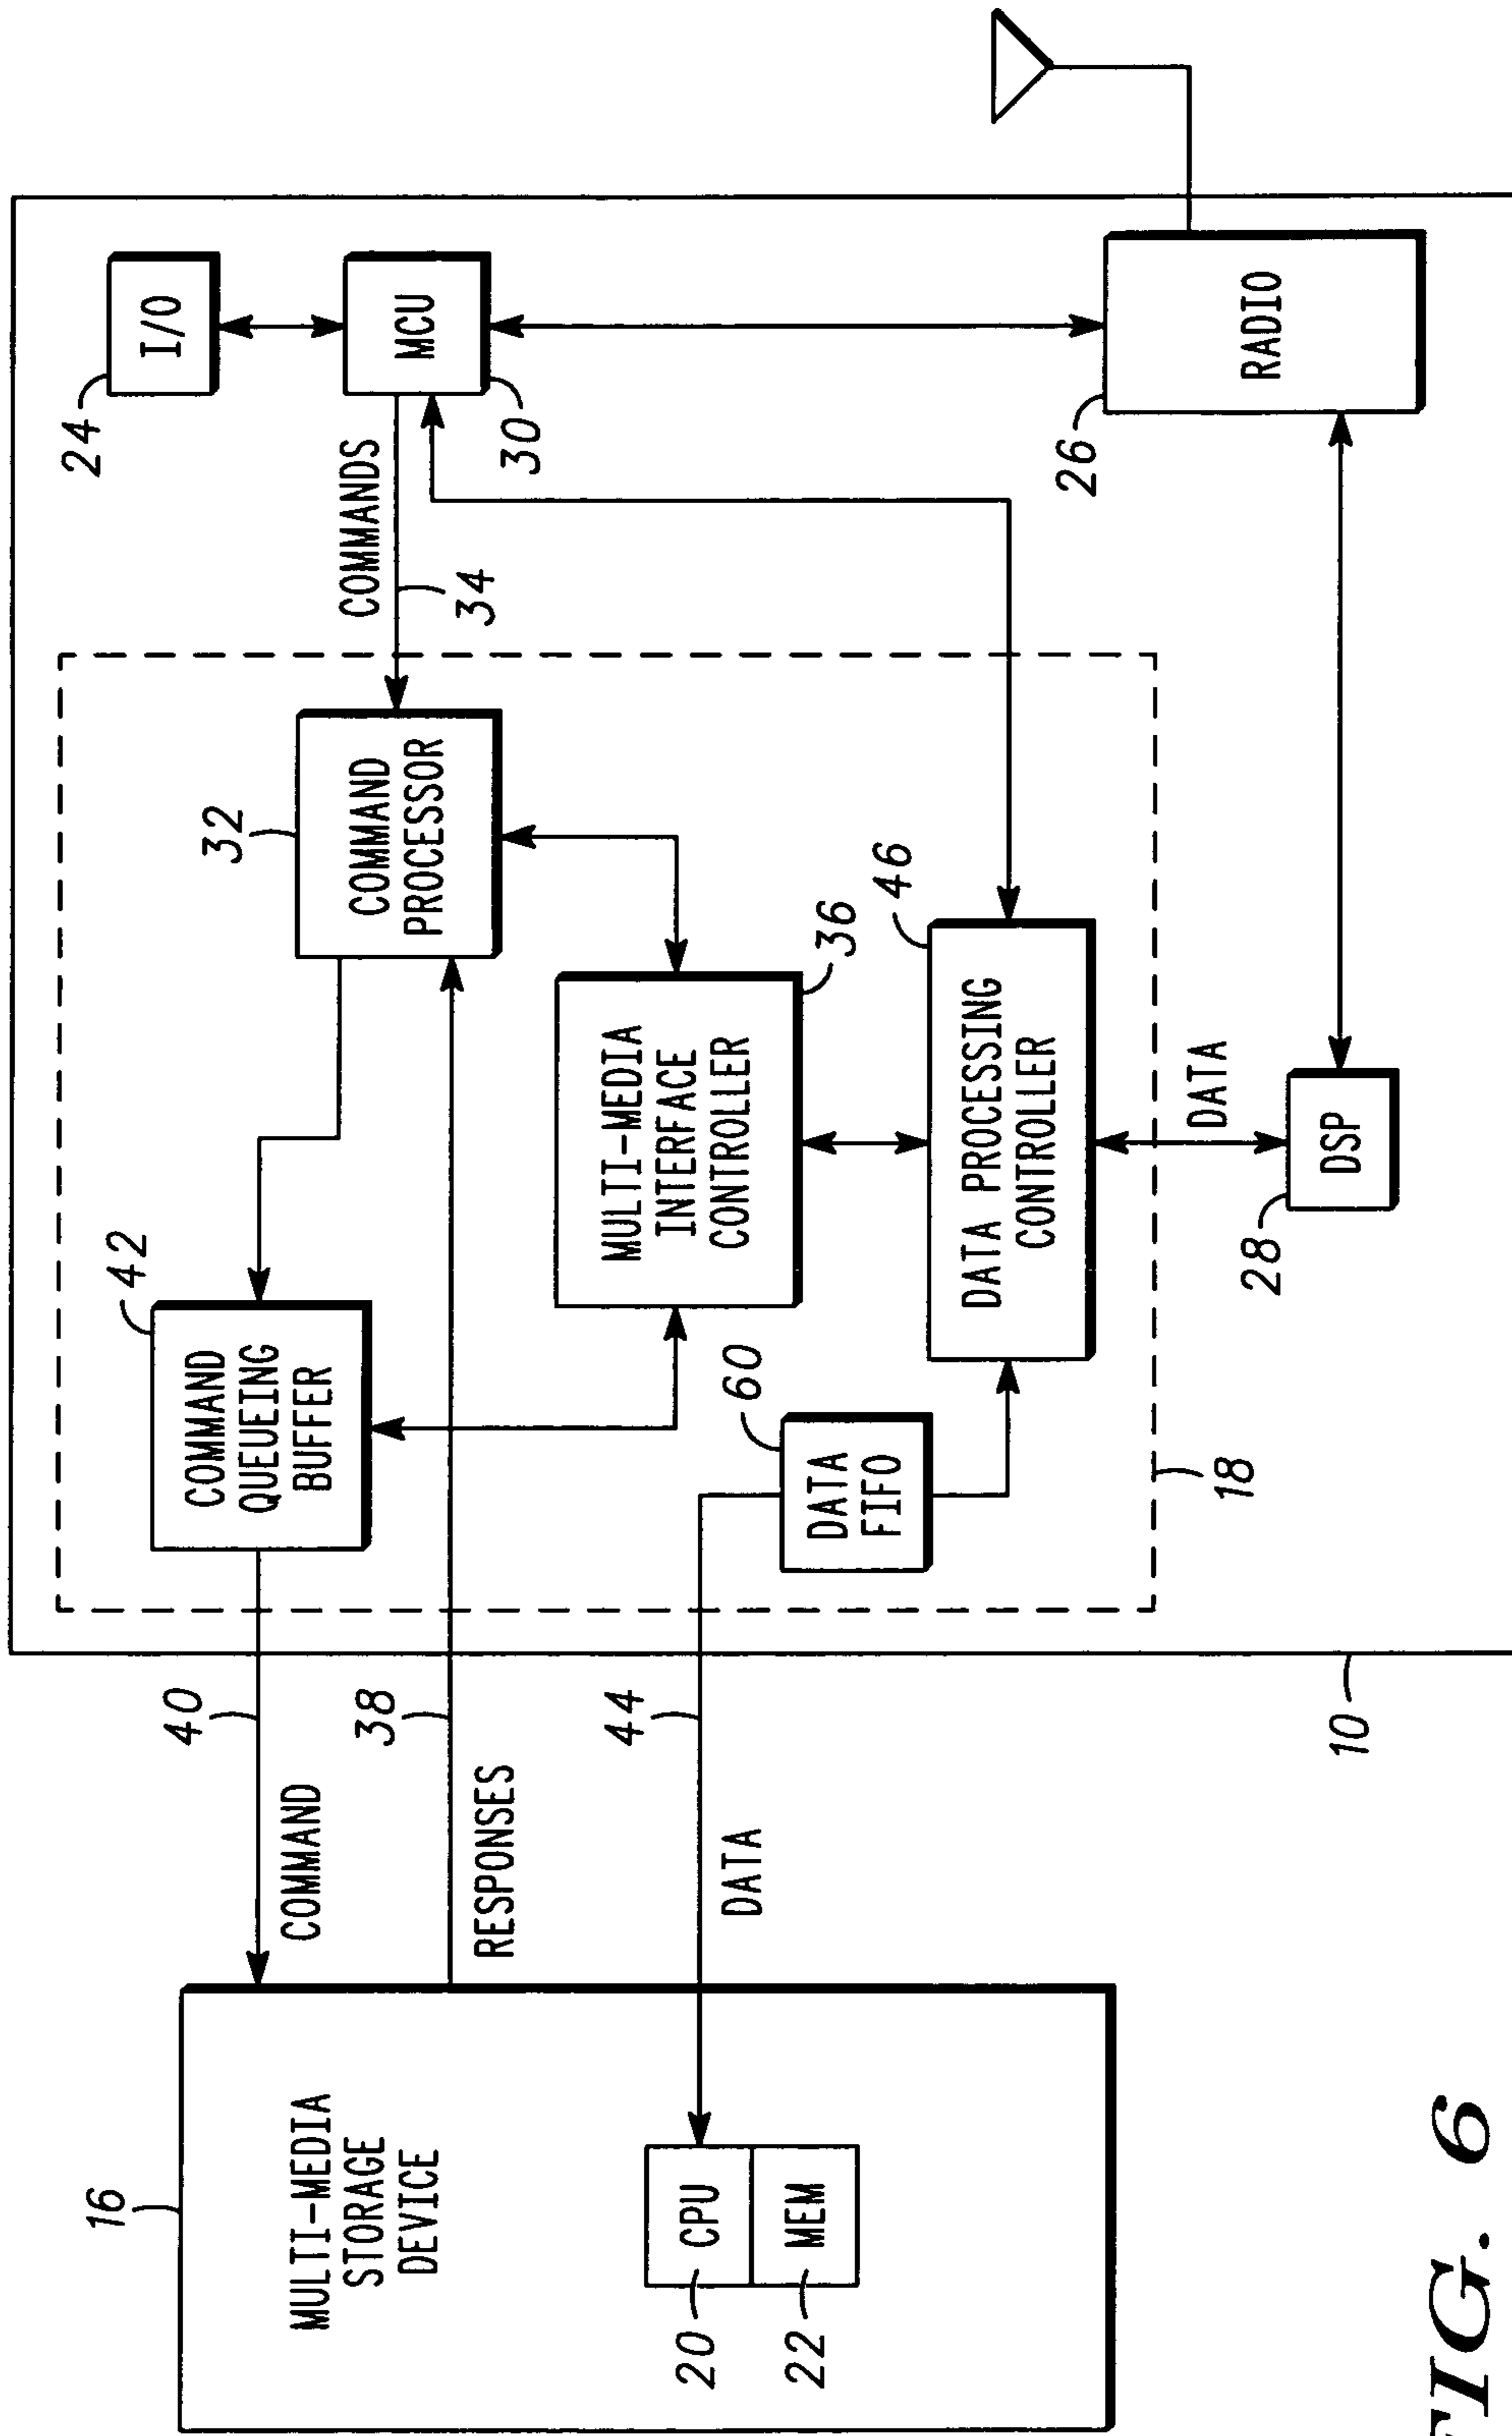 16
MULTI-MEDIA
STORAGE
DEVICE
20
CPU
22
MEM
40
COMMAND
38
RESPONSES
44
DATA
10
42
COMMAND
QUEUEING
BUFFER
32
COMMAND
PROCESSOR
36
MULTI-MEDIA
INTERFACE
CONTROLLER
60
DATA
FIFO
46
DATA PROCESSING
CONTROLLER
18
COMMANDS
34
24
I/O
30
MCU
26
RADIO
DATA
28
DSP
FIG. 6